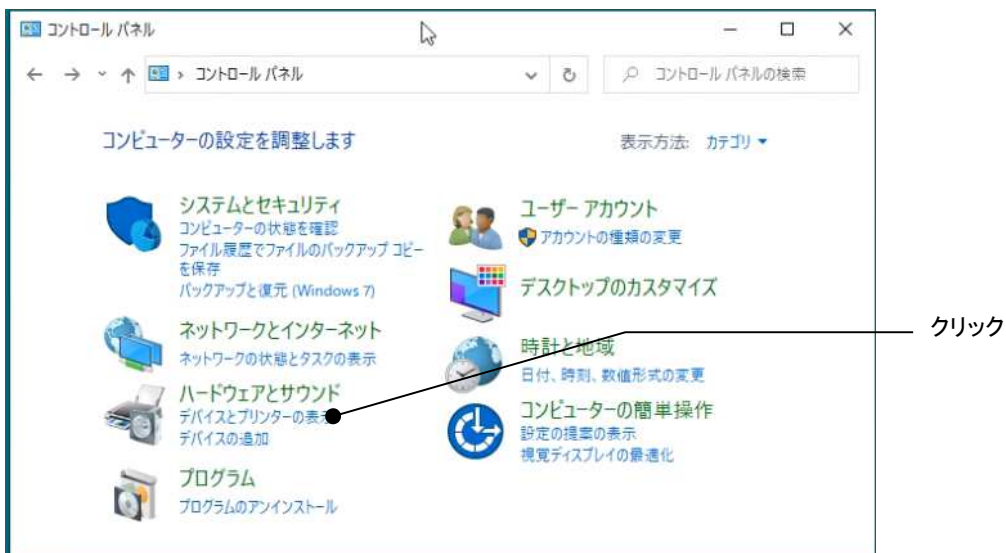 コントロール パネル
コントロール パネル
コントロール パネルの検索
コンピューターの設定を調整します
表示方法: カテゴリ
システムとセキュリティ
コンピューターの状態を確認
ファイル履歴でファイルのバックアップ コピー
を保存
バックアップと復元 (Windows 7)
ネットワークとインターネット
ネットワークの状態とタスクの表示
ハードウェアとサウンド
デバイスとプリンターの表示
デバイスの追加
プログラム
プログラムのアンインストール
ユーザー アカウント
アカウントの種類の変更
デスクトップのカスタマイズ
時計と地域
日付、時刻、数値形式の変更
コンピューターの簡単操作
設定の提案の表示
視覚ディスプレイの最適化
クリック